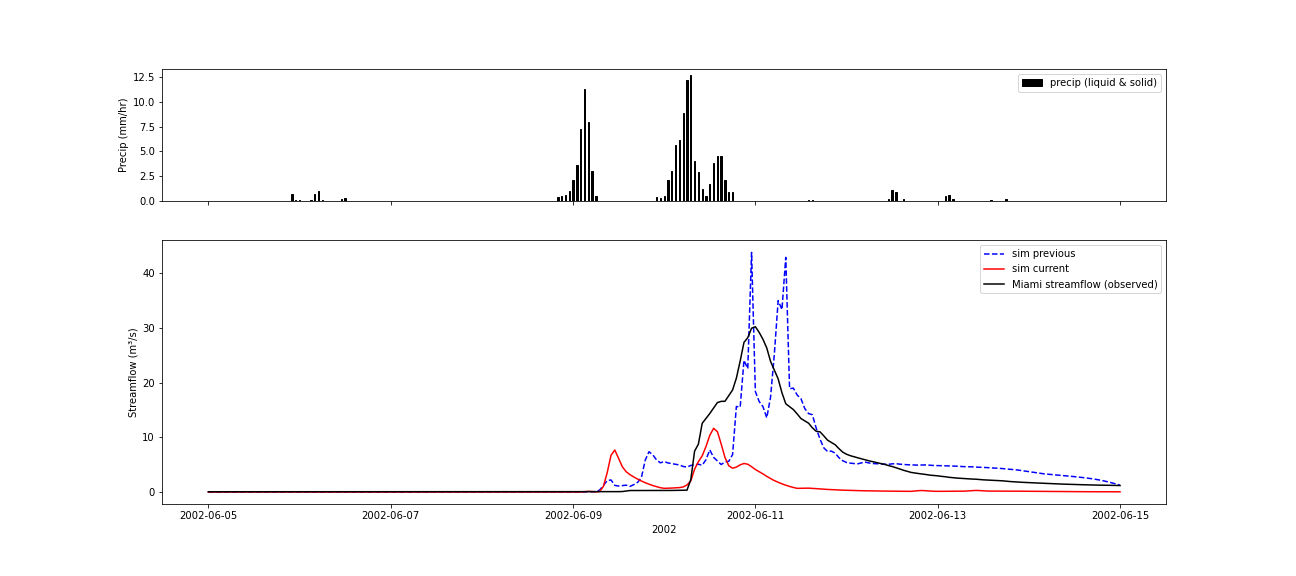 12.5
10.0
7.5
5.0
2.5
0.0
Precip (mm/hr)
precip (liquid & solid)
40
30
20
10
0
Streamflow (m³/s)
sim previous
sim current
Miami streamflow (observed)
2002-06-05 2002-06-07 2002-06-09 2002-06-11 2002-06-13 2002-06-15
2002